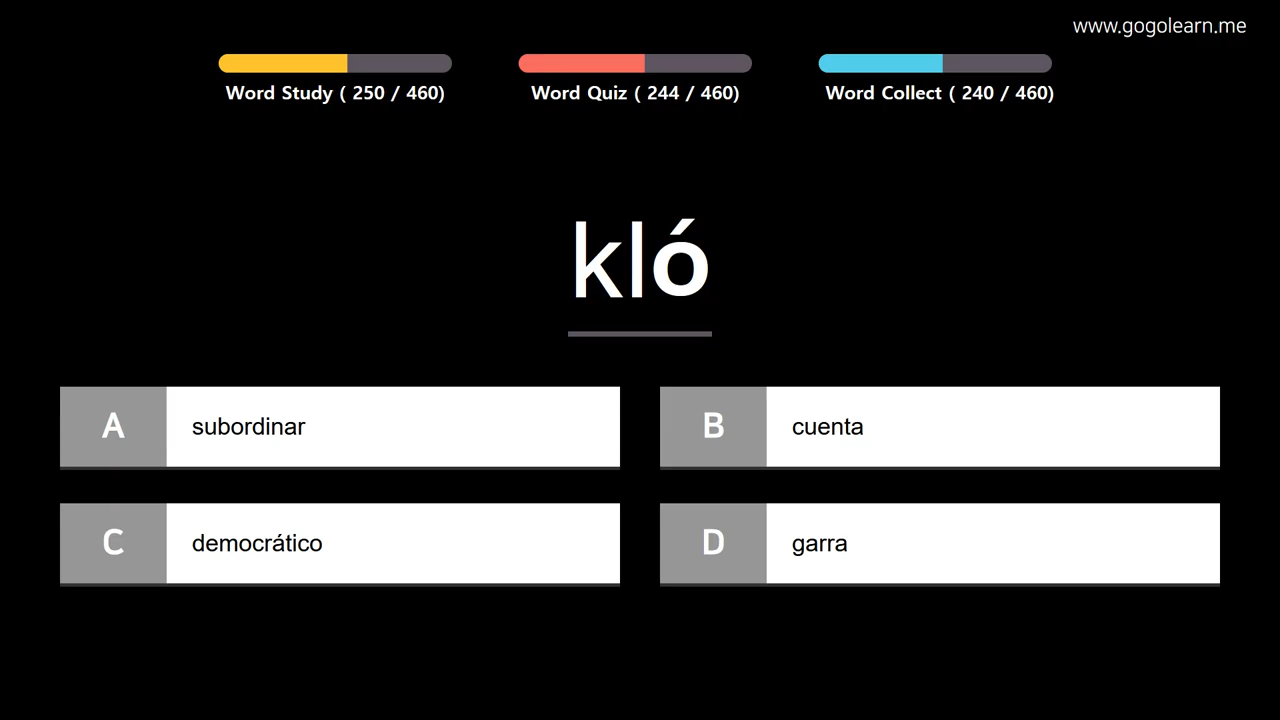 www.gogolearn.me
Word Study ( 250 / 460)
Word Quiz ( 244 / 460)
Word Collect ( 240 / 460)
kló
A subordinar
B cuenta
C democrático
D garra